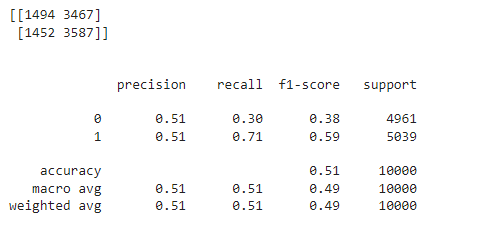 [[1494 3467]
[1452 3587]]
precision recall f1-score support
0 0.51 0.30 0.38 4961
1 0.51 0.71 0.59 5039
accuracy 0.51 10000
macro avg 0.51 0.51 0.49 10000
weighted avg 0.51 0.51 0.49 10000